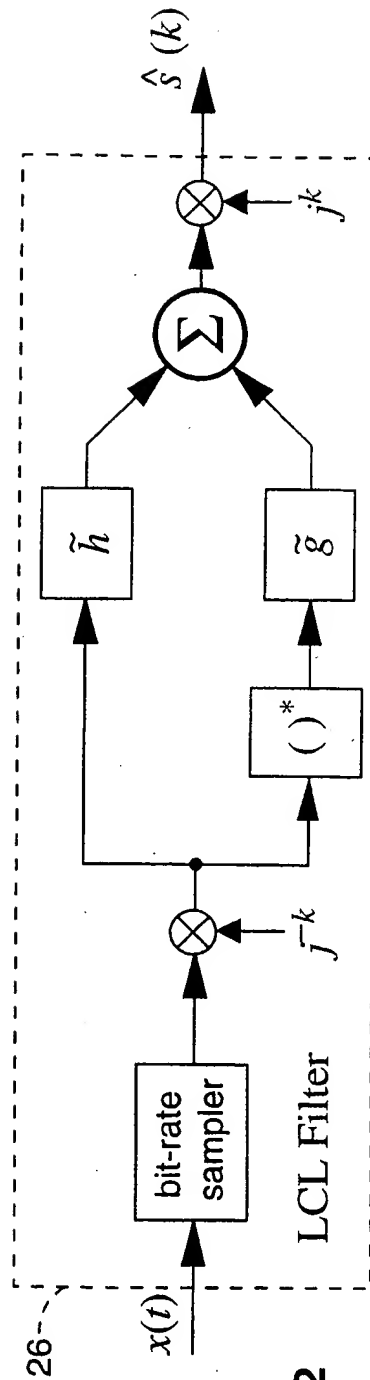 26
x(t)
bit-rate
sampler
j^{-k}
h̃
( )*
g̃
Σ
j^k
ŝ (k)
LCL Filter
2